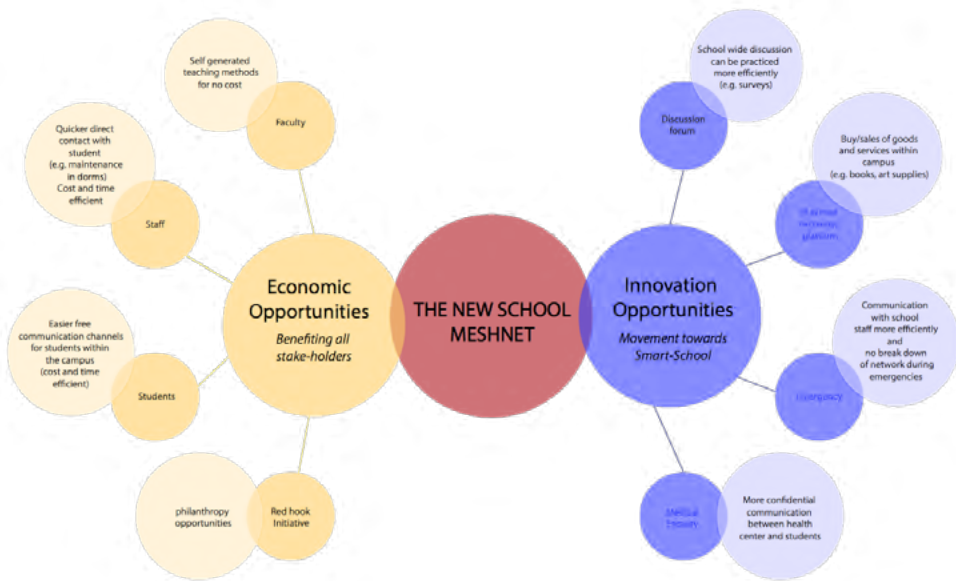 Self generated
teaching methods
for no cost
Faculty
Quicker direct
contact with
student
(e.g. maintenance
in dorms)
Cost and time
efficient
Staff
Economic
Opportunities
Benefiting all
stake-holders
Easier free
communication channels
for students within
the campus
(cost and time
efficient)
Students
philanthropy
opportunities
Red hook
Initiative
THE NEW SCHOOL
MESHNET
School wide discussion
can be practiced
more efficiently
(e.g. surveys)
Discussion
forum
Buy/sales of goods
and services within
campus
(e.g. books, art supplies)
platform
Innovation
Opportunities
Movement towards
Smart-School
Communication
with school
staff more efficiently
and
no break down
of network during
emergencies
Emergency
More confidential
communication
between health
center and students
Medical
Enquiry